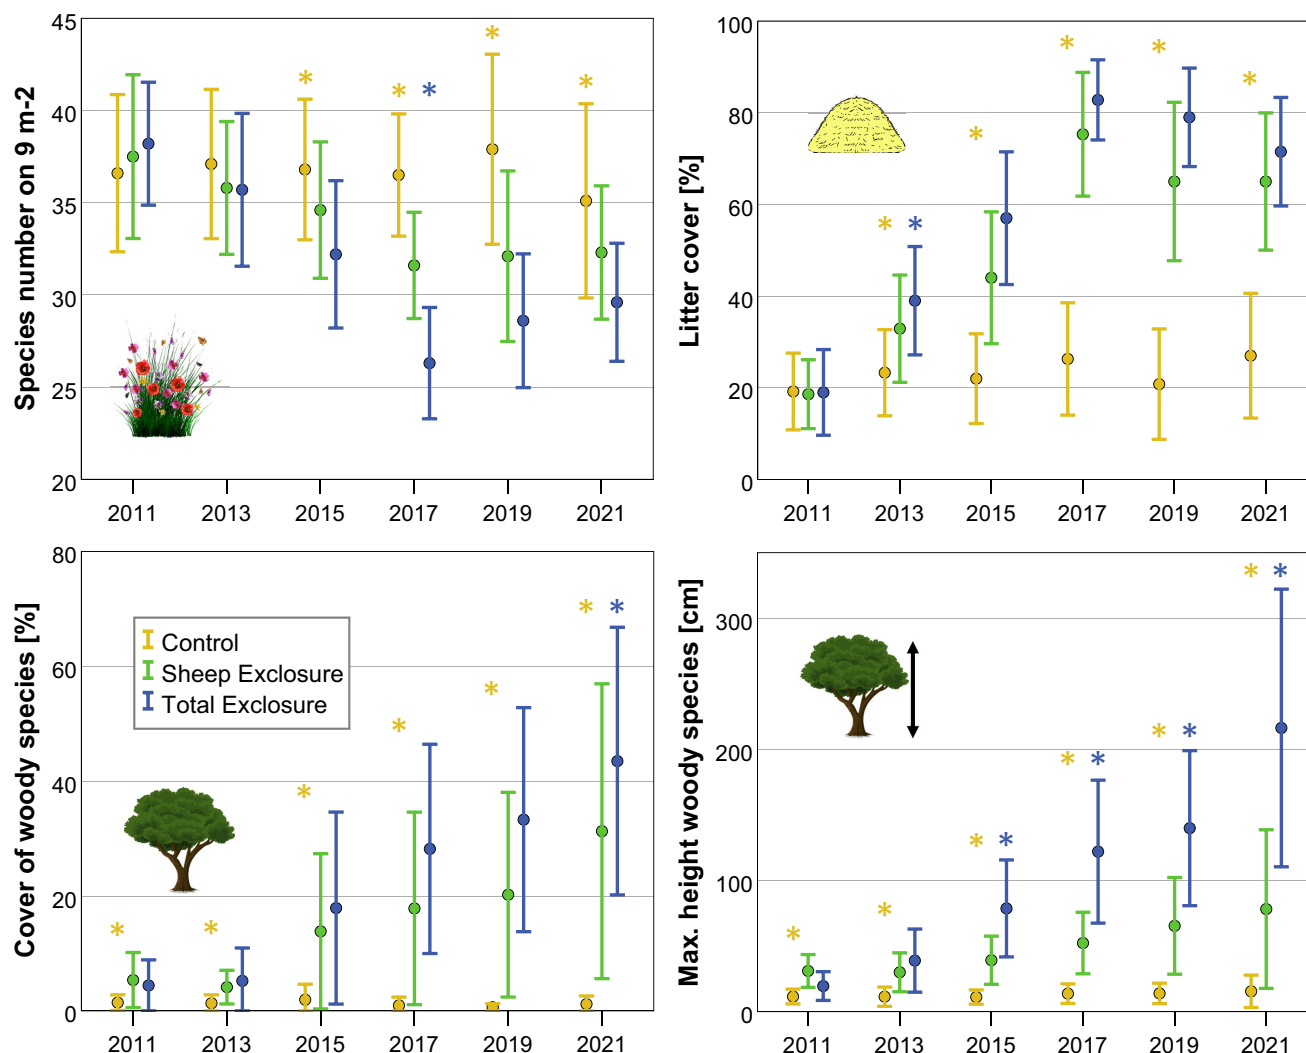 Species number on 9 m-2
45
40
35
30
25
20
2011 2013 2015 2017 2019 2021
* * * * * *
Litter cover [%]
100
80
60
40
20
0
2011 2013 2015 2017 2019 2021
* * * * * *
Cover of woody species [%]
80
60
40
20
0
Control
Sheep Exclosure
Total Exclosure
2011 2013 2015 2017 2019 2021
* * * * * * *
Max. height woody species [cm]
300
200
100
0
2011 2013 2015 2017 2019 2021
* * * * * * * * * *